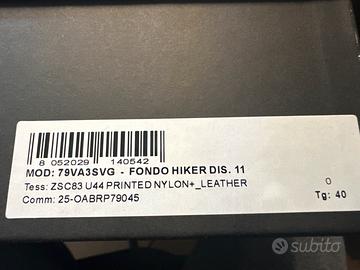 8 052029 140542
MOD: 79VA3SVG - FONDO HIKER DIS. 11
Tess: ZSC83 U44 PRINTED NYLON+_LEATHER
0
Comm: 25-OABRP79045
Tg: 40
subito